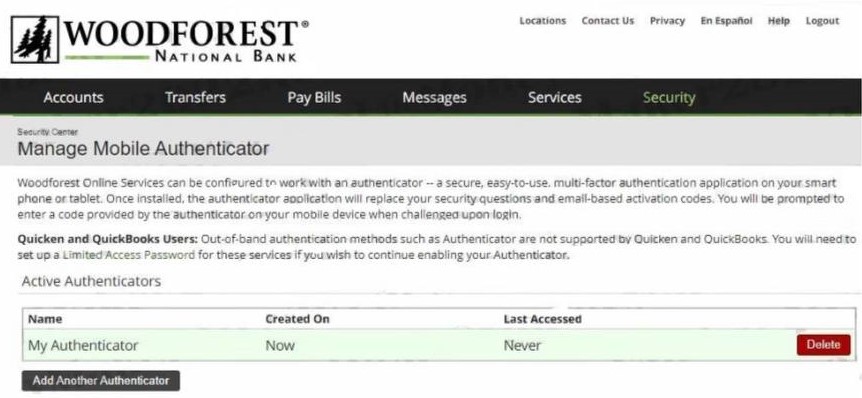 Locations Contact Us Privacy En Español Help Logout
WOODFOREST®
NATIONAL BANK
Accounts Transfers Pay Bills Messages Services Security
Security Center
Manage Mobile Authenticator
Woodforest Online Services can be configured to work with an authenticator -- a secure, easy-to-use, multi-factor authentication application on your smart
phone or tablet. Once installed, the authenticator application will replace your security questions and email-based activation codes. You will be prompted to
enter a code provided by the authenticator on your mobile device when challenged upon login.
Quicken and QuickBooks Users: Out-of-band authentication methods such as Authenticator are not supported by Quicken and QuickBooks. You will need to
set up a Limited Access Password for these services if you wish to continue enabling your Authenticator.
Active Authenticators
Name Created On Last Accessed
My Authenticator Now Never Delete
Add Another Authenticator